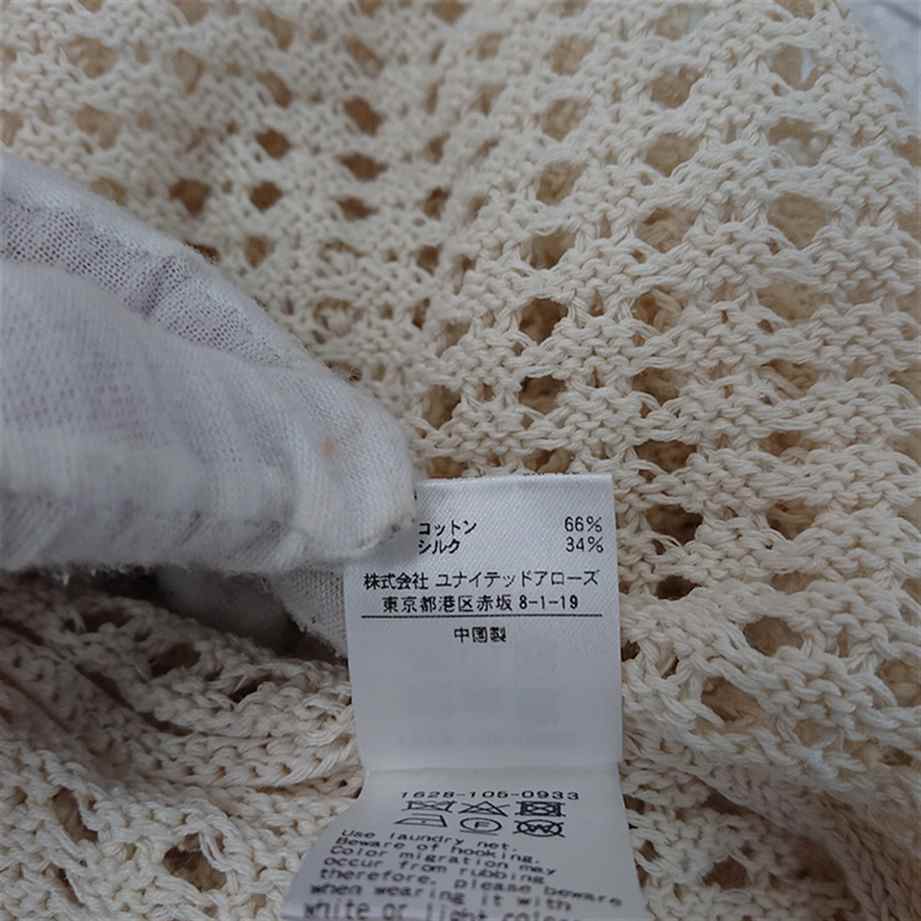 コットン 66%
シルク 34%
株式会社 ユナイテッドアローズ
東京都港区赤坂 8-1-19
中国製
1628-105-0933
F W
Use laundry net.
Beware of hooking.
Color migration may
occur from rubbing
therefore, please beware
when wearing it with
white or light